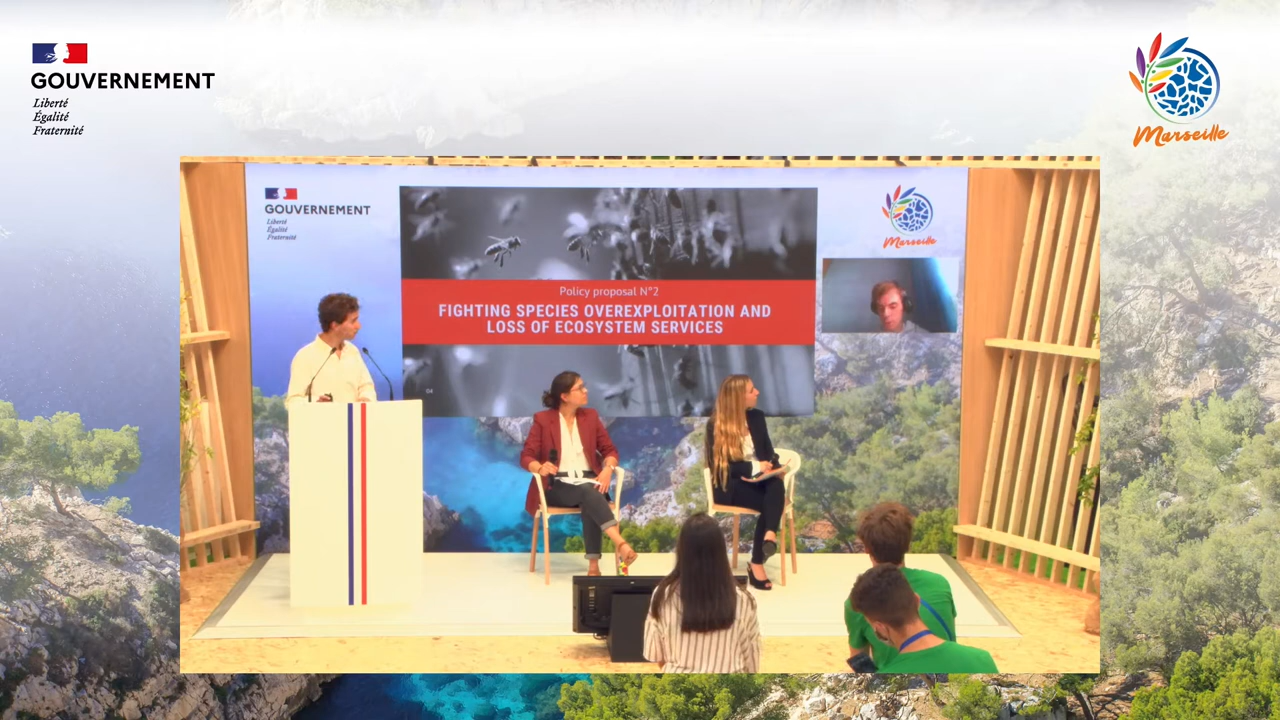 GOUVERNEMENT
Liberté
Égalité
Fraternité
Marseille
GOUVERNEMENT
Liberté
Égalité
Fraternité
Marseille
Policy proposal N°2
FIGHTING SPECIES OVEREXPLOITATION AND
LOSS OF ECOSYSTEM SERVICES
04